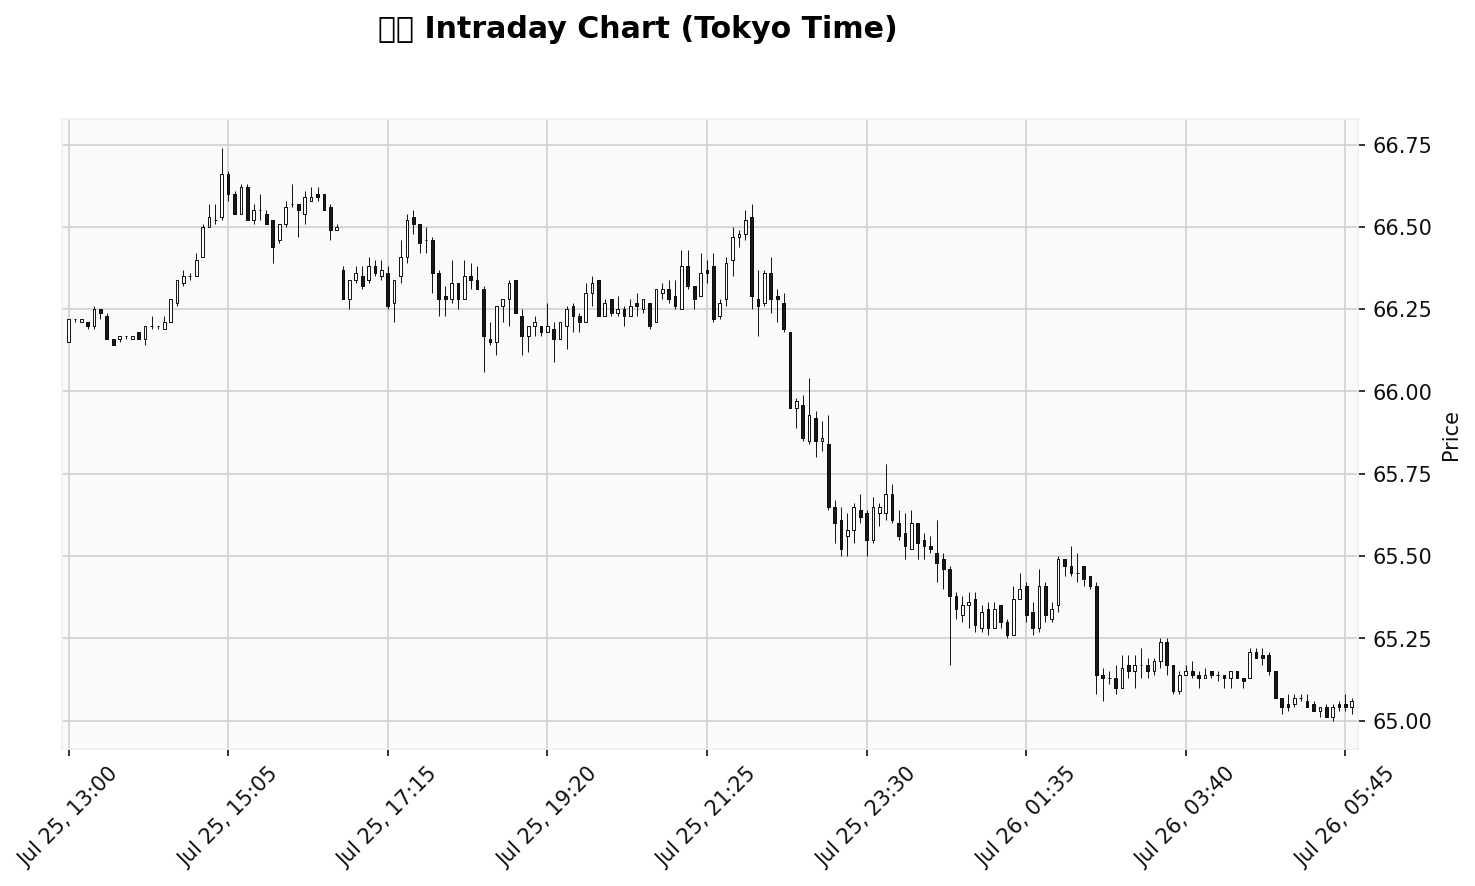 Intraday Chart (Tokyo Time)
66.75
66.50
66.25
66.00
65.75
65.50
65.25
65.00
Price
Jul 25, 13:00
Jul 25, 15:05
Jul 25, 17:15
Jul 25, 19:20
Jul 25, 21:25
Jul 25, 23:30
Jul 26, 01:35
Jul 26, 03:40
Jul 26, 05:45